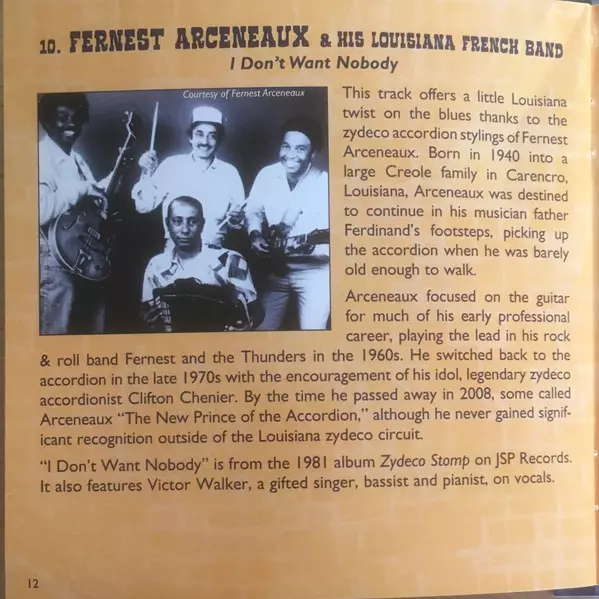 10. FERNEST ARCENEAUX & HIS LOUISIANA FRENCH BAND
I Don't Want Nobody
Courtesy of Fernest Arceneaux
This track offers a little Louisiana
twist on the blues thanks to the
zydeco accordion stylings of Fernest
Arceneaux. Born in 1940 into a
large Creole family in Carencro,
Louisiana, Arceneaux was destined
to continue in his musician father
Ferdinand's footsteps, picking up
the accordion when he was barely
old enough to walk.
Arceneaux focused on the guitar
for much of his early professional
career, playing the lead in his rock
& roll band Fernest and the Thunders in the 1960s. He switched back to the
accordion in the late 1970s with the encouragement of his idol, legendary zydeco
accordionist Clifton Chenier. By the time he passed away in 2008, some called
Arceneaux "The New Prince of the Accordion," although he never gained signif-
icant recognition outside of the Louisiana zydeco circuit.
"I Don't Want Nobody" is from the 1981 album Zydeco Stomp on JSP Records.
It also features Victor Walker, a gifted singer, bassist and pianist, on vocals.
12